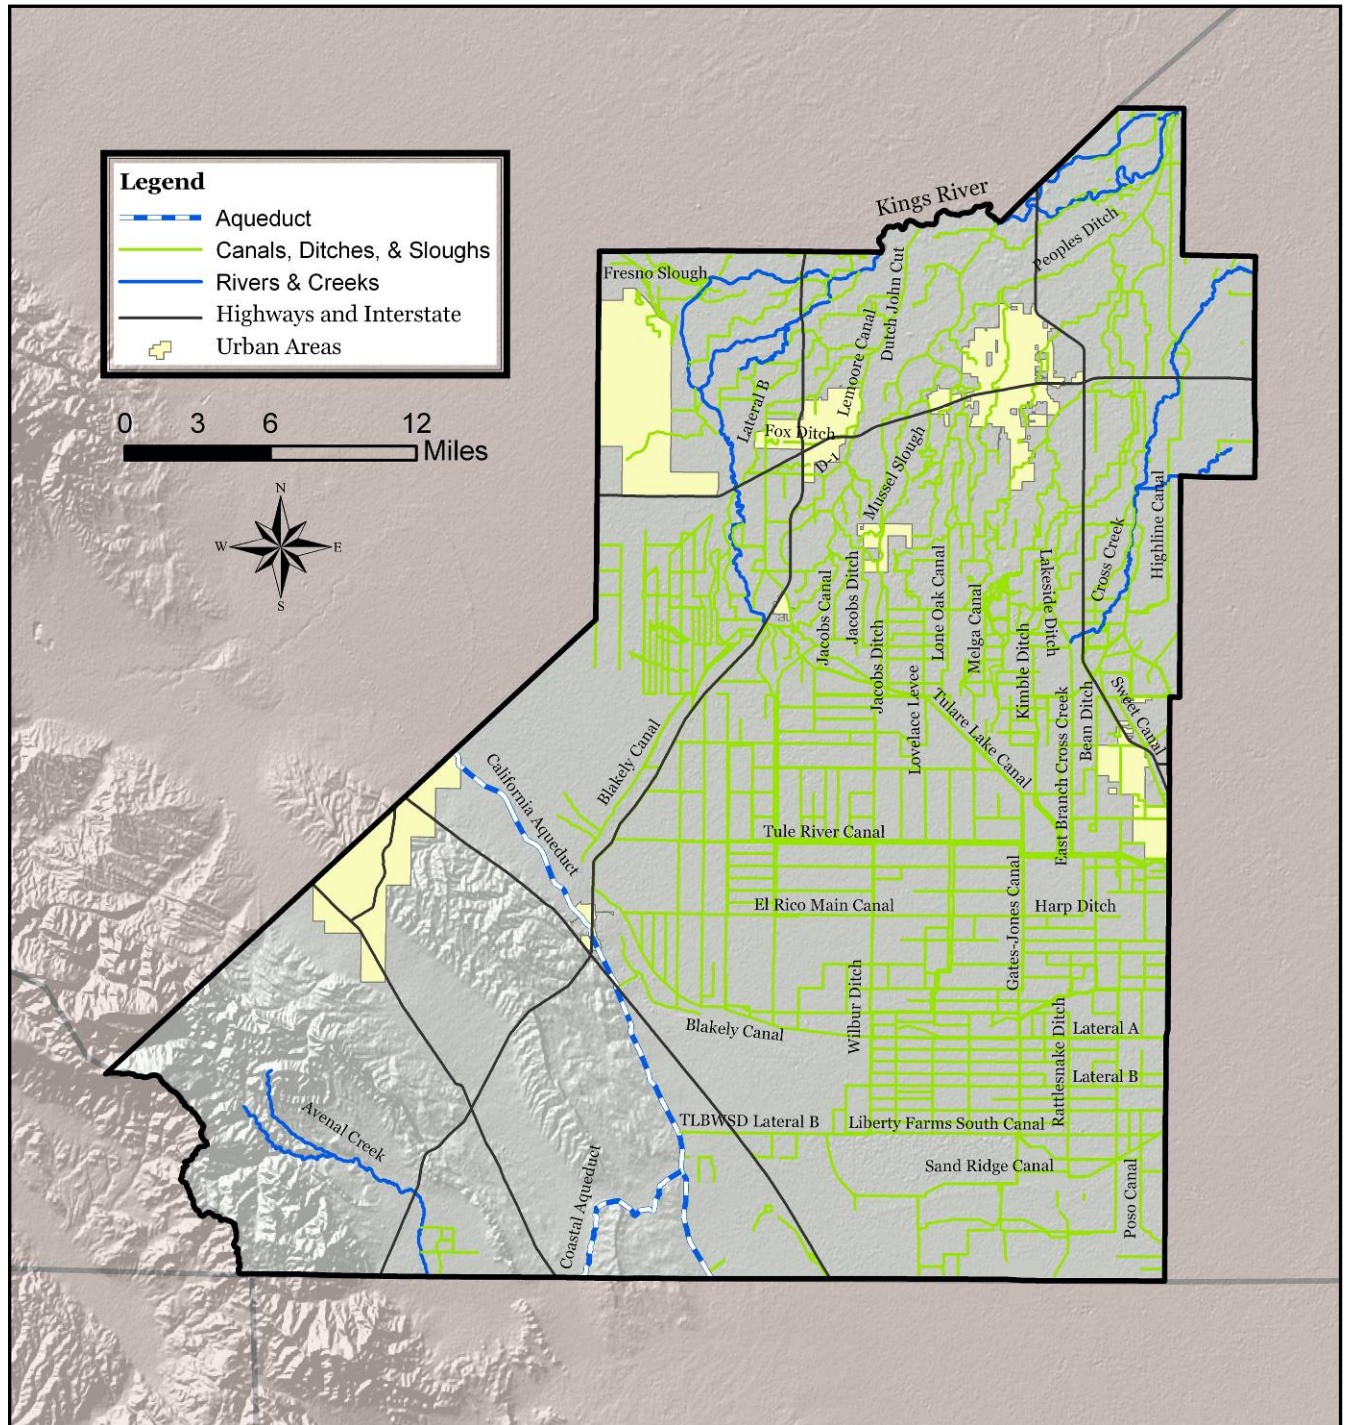 Legend
Aqueduct
Canals, Ditches, & Sloughs
Rivers & Creeks
Highways and Interstate
Urban Areas
0 3 6 12
Miles
N
W E
S
Kings River
Peoples Ditch
Fresno Slough
Dutch John Cut
Lemoore Canal
Lateral B
Fox Ditch
D-1
Mussel Slough
Highline Canal
Cross Creek
Lakeside Ditch
Jacobs Canal
Jacobs Ditch
Jacobs Ditch
Lone Oak Canal
Melga Canal
Kimble Ditch
Lovelace Levee
Tulare Lake Canal
East Branch Cross Creek
Bean Ditch
Sweet Canal
Blakely Canal
California Aqueduct
Tule River Canal
El Rico Main Canal
Gates-Jones Canal
Harp Ditch
Wilbur Ditch
Blakely Canal
Rattlesnake Ditch
Lateral A
Lateral B
TLBWSD Lateral B
Liberty Farms South Canal
Sand Ridge Canal
Poso Canal
Avenal Creek
Coastal Aqueduct